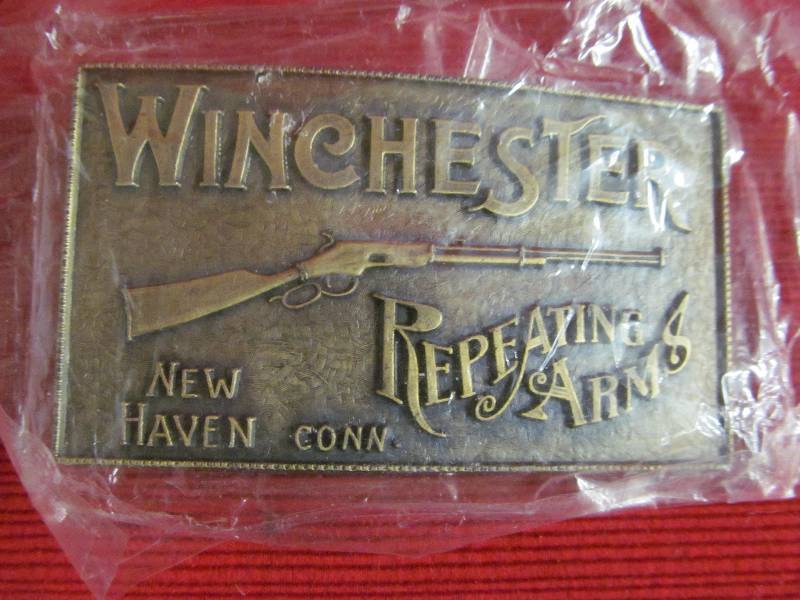 WINCHESTER
REPEATING
ARMS
NEW
HAVEN CONN.